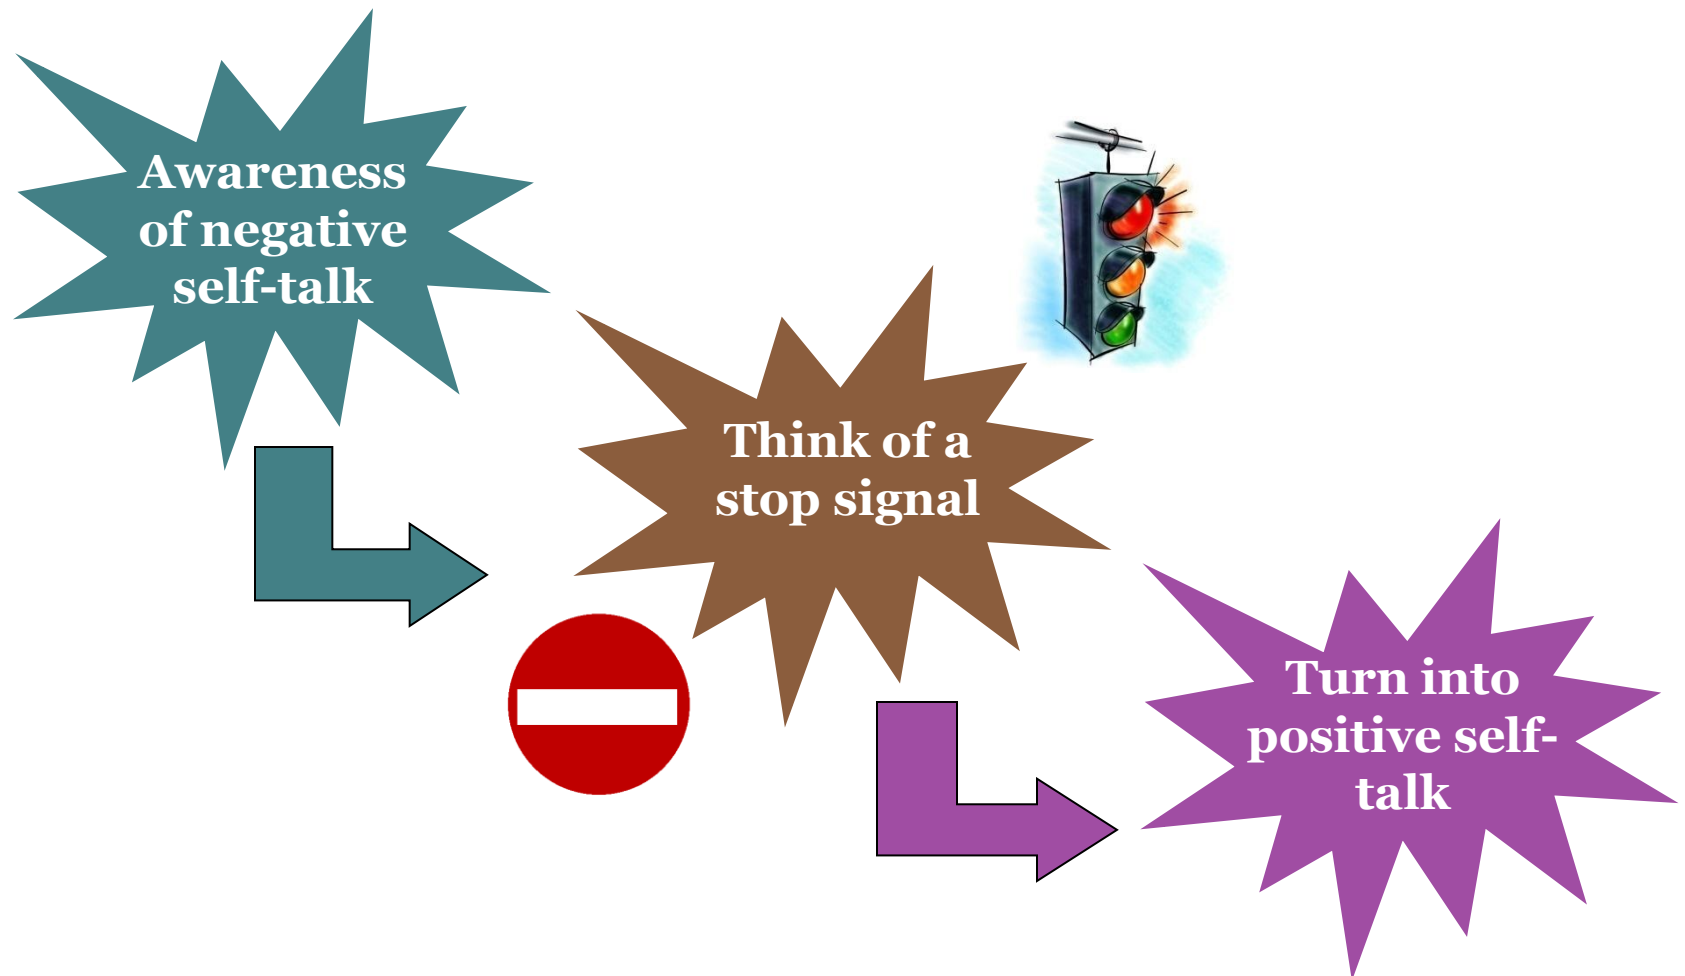 Awareness
of negative
self-talk
Think of a
stop signal
Turn into
positive self-
talk